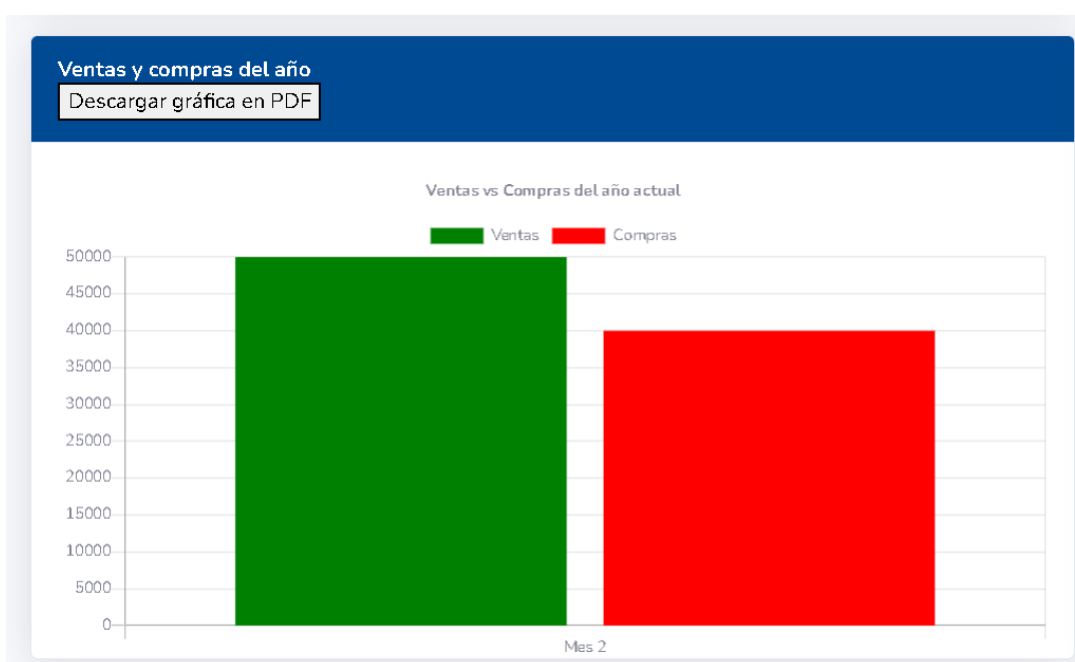 Ventas y compras del año
Descargar gráfica en PDF
Ventas vs Compras del año actual
Ventas Compras
50000
45000
40000
35000
30000
25000
20000
15000
10000
5000
0
Mes 2